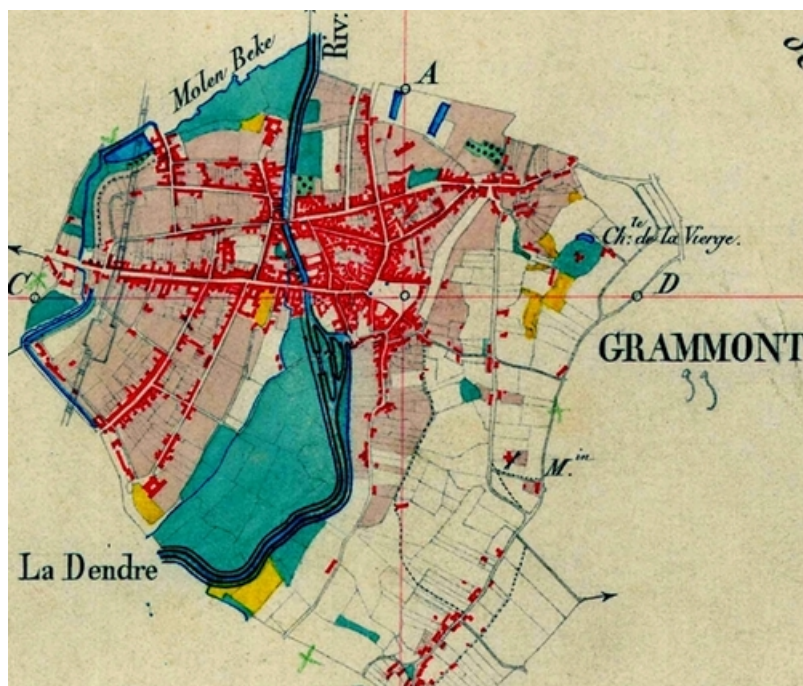 Riv:
Molen Beke
A
Ch: te de la Vierge.
C
D
GRAMMONT
99
M. in
La Dendre